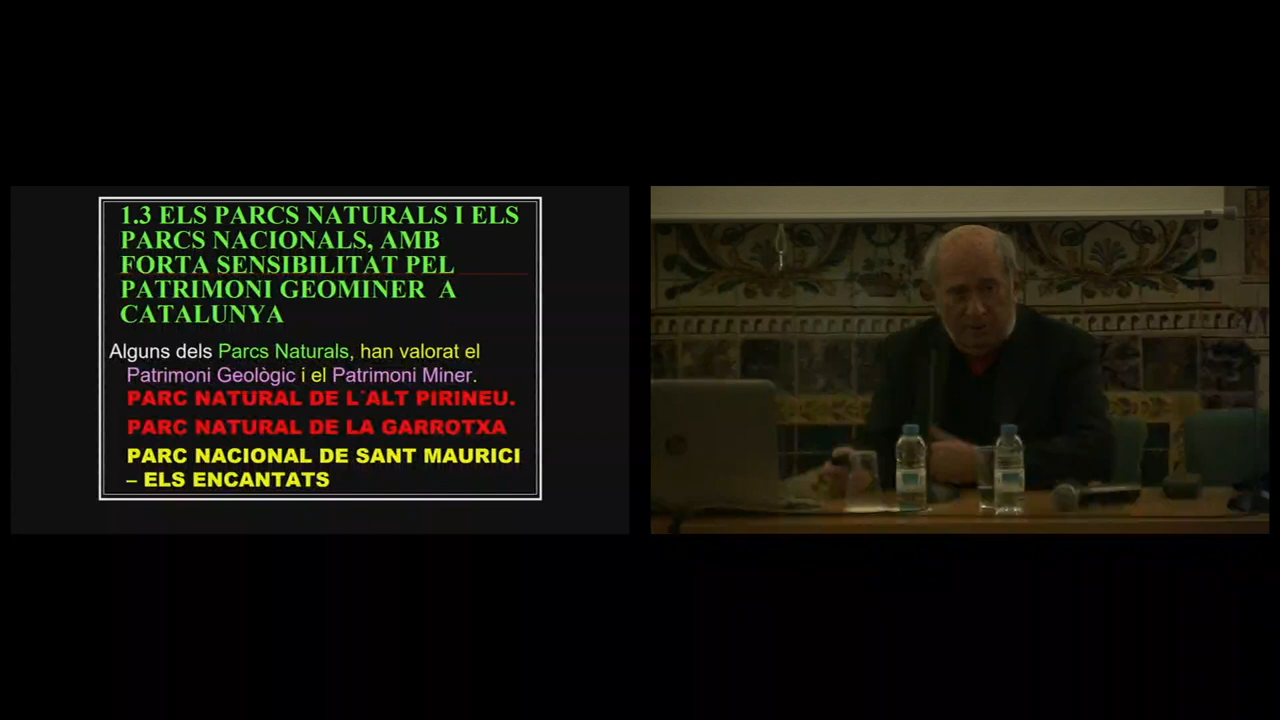 1.3 ELS PARCS NATURALS I ELS
PARCS NACIONALS, AMB
FORTA SENSIBILITAT PEL
PATRIMONI GEOMINER A
CATALUNYA
Alguns dels Parcs Naturals, han valorat el
Patrimoni Geològic i el Patrimoni Miner.
PARC NATURAL DE L´ALT PIRINEU.
PARC NATURAL DE LA GARROTXA
PARC NACIONAL DE SANT MAURICI
– ELS ENCANTATS